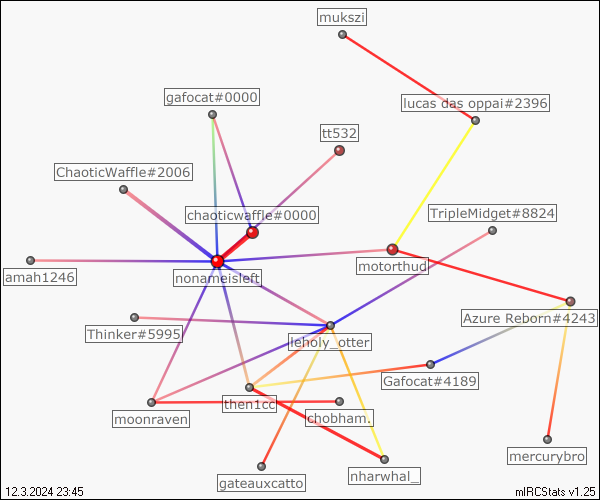 mukszi
gafocat#0000
lucas das oppai#2396
tt532
ChaoticWaffle#2006
chaoticwaffle#0000
TripleMidget#8824
motorthud
amah1246
nonameisleft
Thinker#5995
Azure Reborn#4243
leholy_otter
Gafocat#4189
then1cc
moonraven
chobham.
mercurybro
gateauxcatto
nharwhal_
12.3.2024 23:45
mIRCStats v1.25